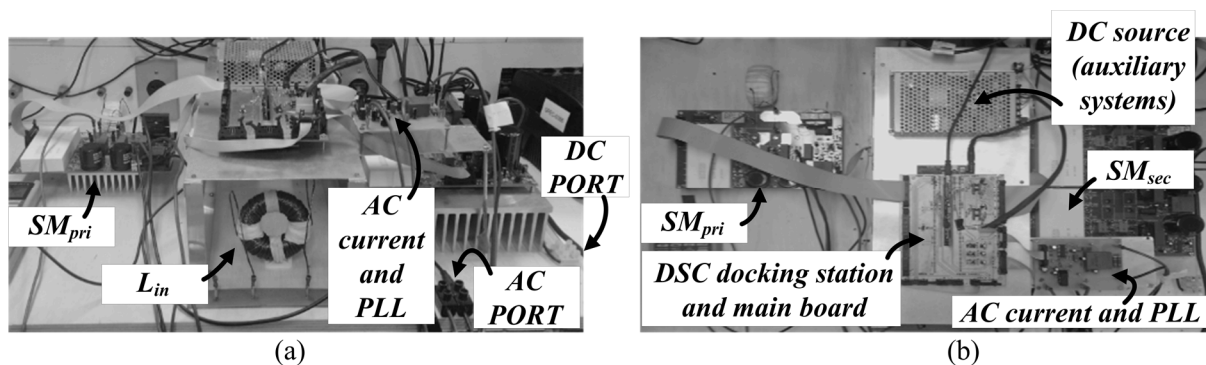 SMpri
Lin
AC
current
and
PLL
AC
PORT
DC
PORT
(a)
DC source
(auxiliary
systems)
SMpri
SMsec
DSC docking station
and main board
AC current and PLL
(b)